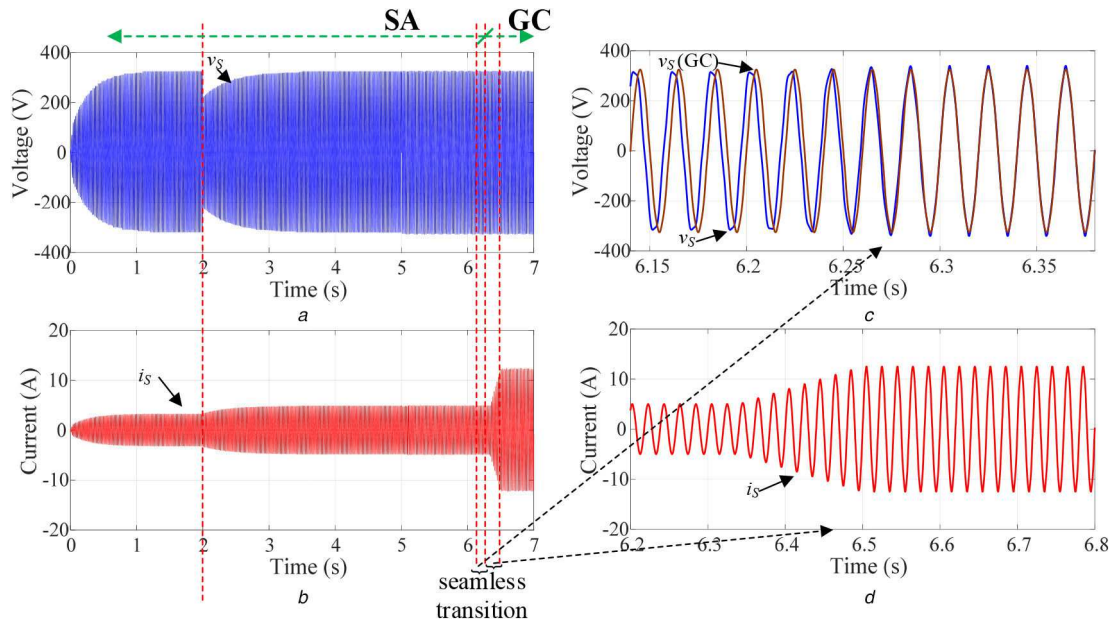 SA GC
400
200
0
-200
-400
Voltage (V)
vS
0 1 2 3 4 5 6 7
Time (s)
a
400
200
0
-200
-400
Voltage (V)
vS (GC)
vS
6.15 6.2 6.25 6.3 6.35
Time (s)
c
20
10
0
-10
-20
Current (A)
iS
0 1 2 3 4 5 6 7
Time (s)
b
seamless
transition
20
10
0
-10
-20
Current (A)
iS
6.2 6.3 6.4 6.5 6.6 6.7 6.8
Time (s)
d